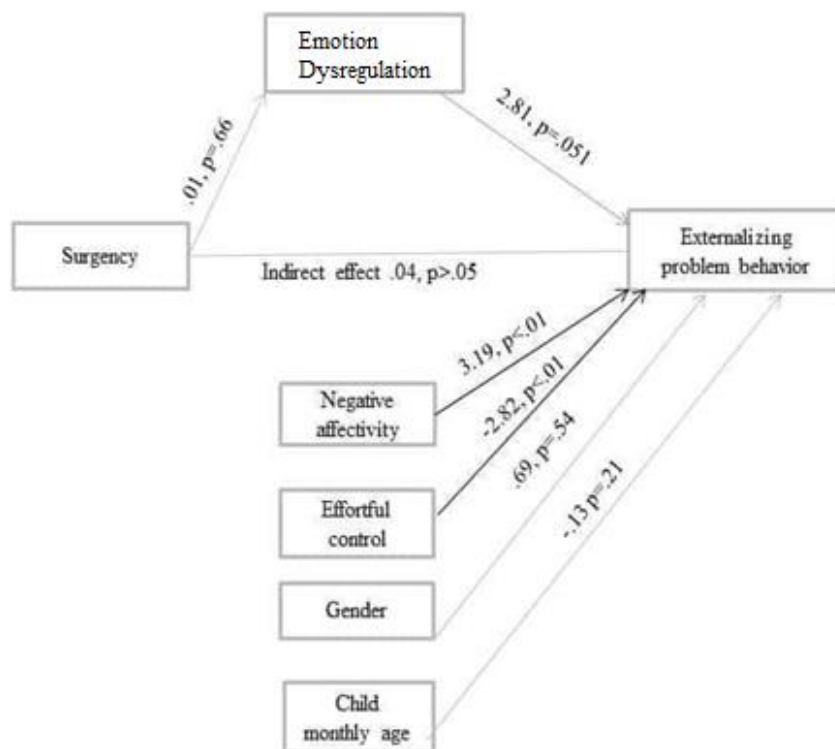 Emotion
Dysregulation
.01, p=.66
2.81, p=.051
Surgency
Externalizing
problem behavior
Indirect effect .04, p>.05
3.19, p<.01
Negative
affectivity
-2.82, p<.01
.69, p=.54
Effortful
control
-.13 p=.21
Gender
Child
monthly age